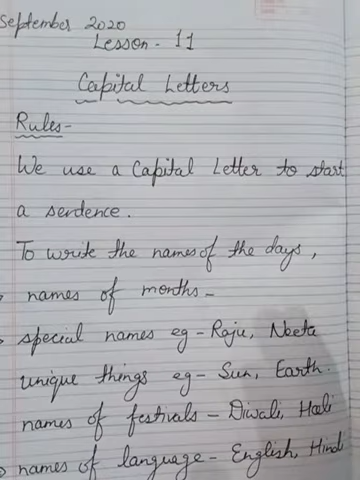 September 2020
Lesson - 11
Capital Letters
Rules-
We use a Capital Letter to start
a sentence.
To write the names of the days,
names of months-
special names eg - Raju, Neeta
unique things eg - Sun, Earth.
names of festivals - Diwali, Holi
names of language - English, Hindi